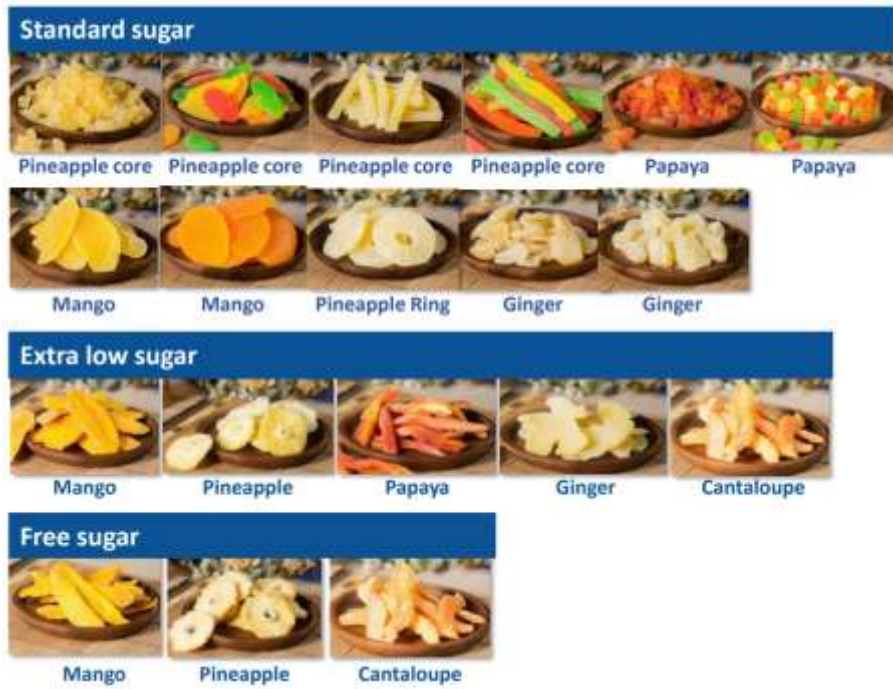 Standard sugar
Pineapple core Pineapple core Pineapple core Pineapple core Papaya Papaya
Mango Mango Pineapple Ring Ginger Ginger
Extra low sugar
Mango Pineapple Papaya Ginger Cantaloupe
Free sugar
Mango Pineapple Cantaloupe